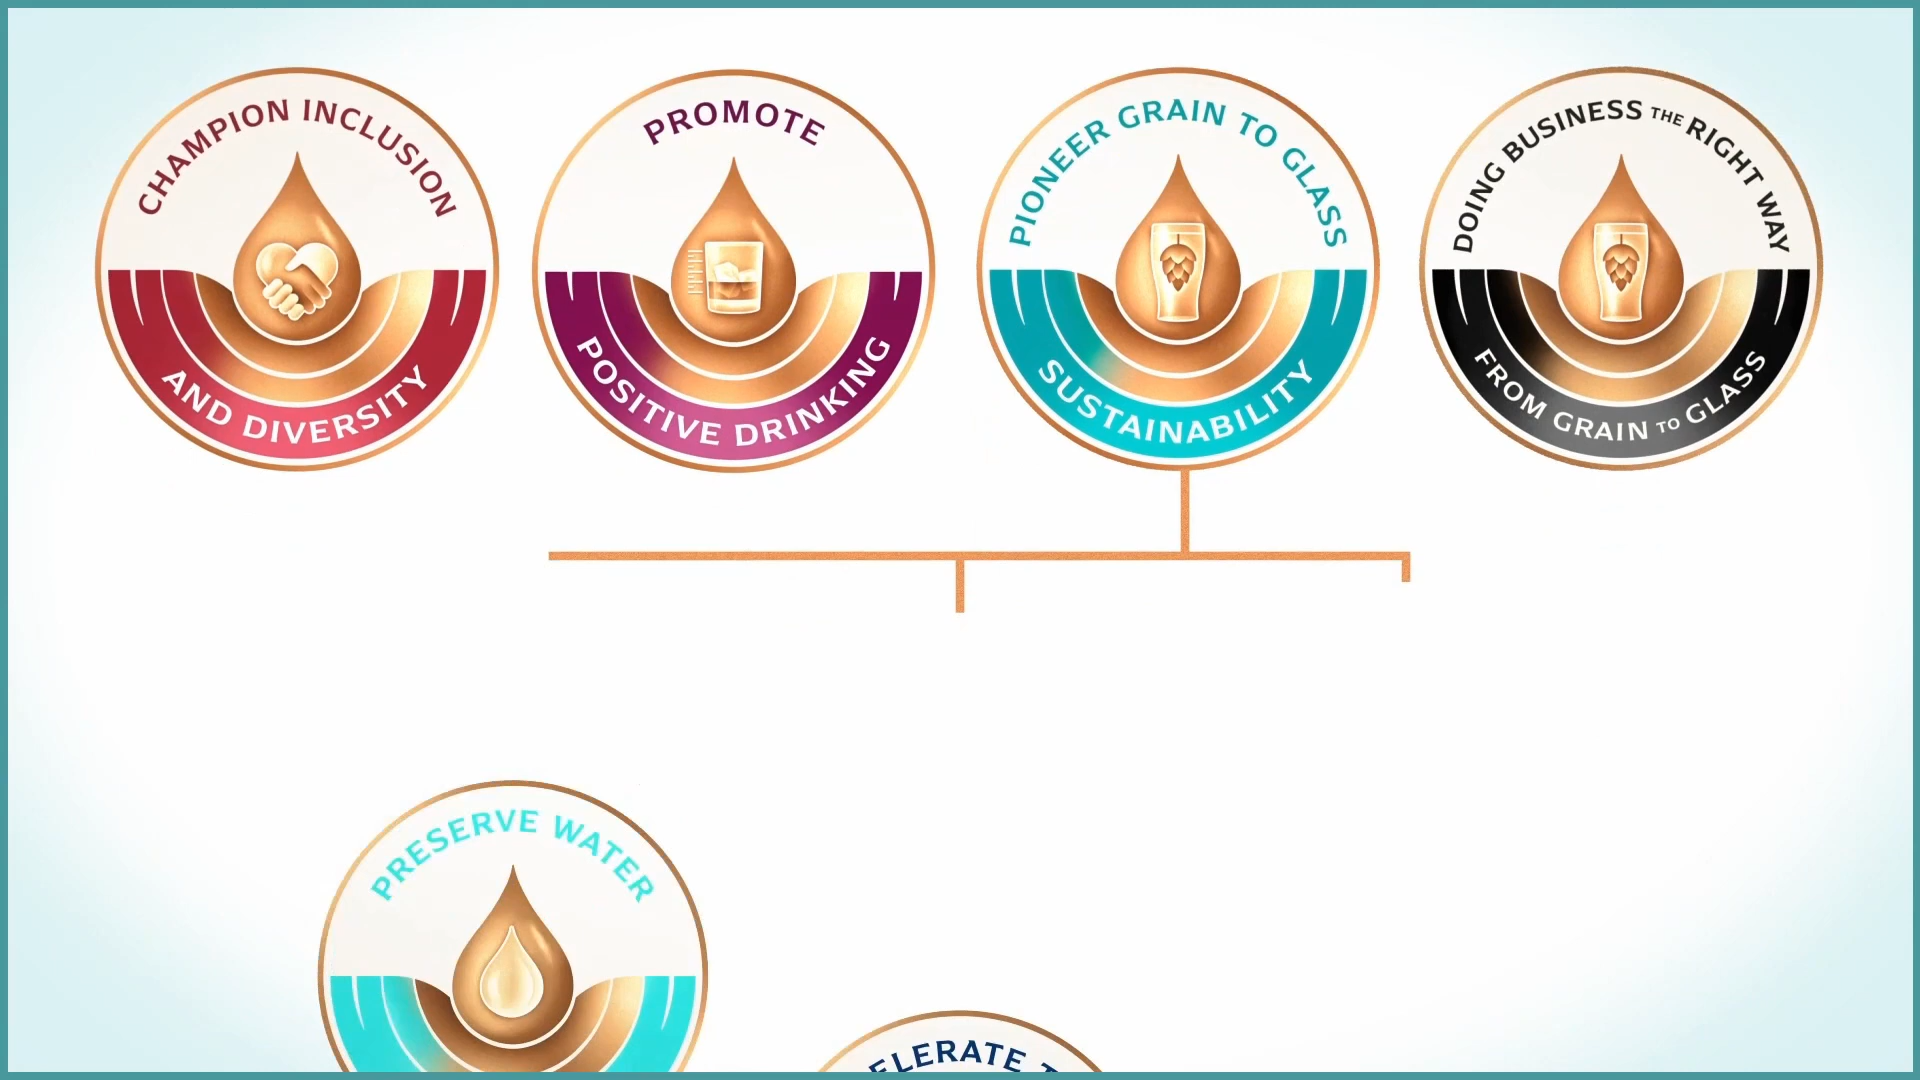 CHAMPION INCLUSION
AND DIVERSITY
PROMOTE
POSITIVE DRINKING
PIONEER GRAIN TO GLASS
SUSTAINABILITY
DOING BUSINESS THE RIGHT WAY
FROM GRAIN TO GLASS
PRESERVE WATER